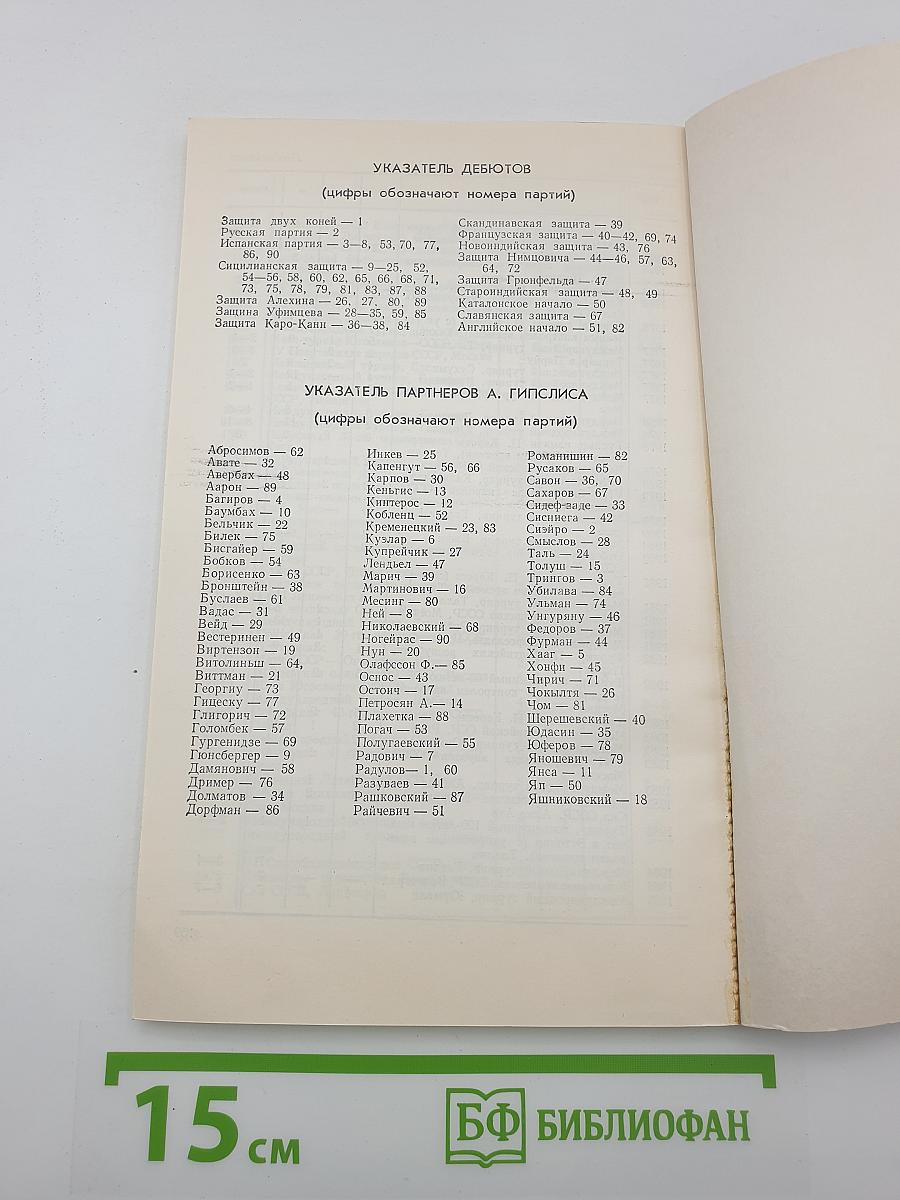 УКАЗАТЕЛЬ ДЕБЮТОВ
(цифры обозначают номера партий)
Защита двух коней — 1
Русская партия — 2
Испанская партия — 3—8, 53, 70, 77,
86, 90
Сицилианская защита — 9—25, 52,
54—56, 58, 60, 62, 65, 66, 68, 71,
73, 75, 78, 79, 81, 83, 87, 88
Защита Алехина — 26, 27, 80, 89
Защина Уфимцева — 28—35, 59, 85
Защита Каро-Канн — 36—38, 84
Скандинавская защита — 39
Французская защита — 40—42, 69, 74
Новоиндийская защита — 43, 76
Защита Нимцовича — 44—46, 57, 63,
64, 72
Защита Грюнфельда — 47
Староиндийская защита — 48, 49
Каталонское начало — 50
Славянская защита — 67
Английское начало — 51, 82
УКАЗАТЕЛЬ ПАРТНЕРОВ А. ГИПСЛИСА
(цифры обозначают номера партий)
Абросимов — 62
Авате — 32
Авербах — 48
Аарон — 89
Багиров — 4
Баумбах — 10
Бельчик — 22
Билек — 75
Бисгайер — 59
Бобков — 54
Борисенко — 63
Бронштейн — 38
Буслаев — 61
Вадас — 31
Вейд — 29
Вестеринен — 49
Виртензон — 19
Витолиньш — 64,
Виттман — 21
Георгиу — 73
Гицеску — 77
Глигорич — 72
Голомбек — 57
Гургенидзе — 69
Гюнсбергер — 9
Дамянович — 58
Дример — 76
Долматов — 34
Дорфман — 86
Инкев — 25
Капенгут — 56, 66
Карпов — 30
Кеньгис — 13
Кинтерос — 12
Кобленц — 52
Кременецкий — 23, 83
Куэлар — 6
Купрейчик — 27
Лендьел — 47
Марич — 39
Мартинович — 16
Месинг — 80
Ней — 8
Николаевский — 68
Ногейрас — 90
Нун — 20
Олафссон Ф.— 85
Оснос — 43
Остоич — 17
Петросян А.— 14
Плахетка — 88
Погач — 53
Полугаевский — 55
Радович — 7
Радулов— 1, 60
Разуваев — 41
Рашковский — 87
Райчевич — 51
Романишин — 82
Русаков — 65
Савон — 36, 70
Сахаров — 67
Сидеф-заде — 33
Сисниега — 42
Сиэйро — 2
Смыслов — 28
Таль — 24
Толуш — 15
Трингов — 3
Убилава — 84
Ульман — 74
Унгуряну — 46
Федоров — 37
Фурман — 44
Хааг — 5
Хонфи — 45
Чирич — 71
Чокылтя — 26
Чом — 81
Шерешевский — 40
Юдасин — 35
Юферов — 78
Яношевич — 79
Янса — 11
Яп — 50
Яшниковский — 18
15 см
БФ БИБЛИОФАН